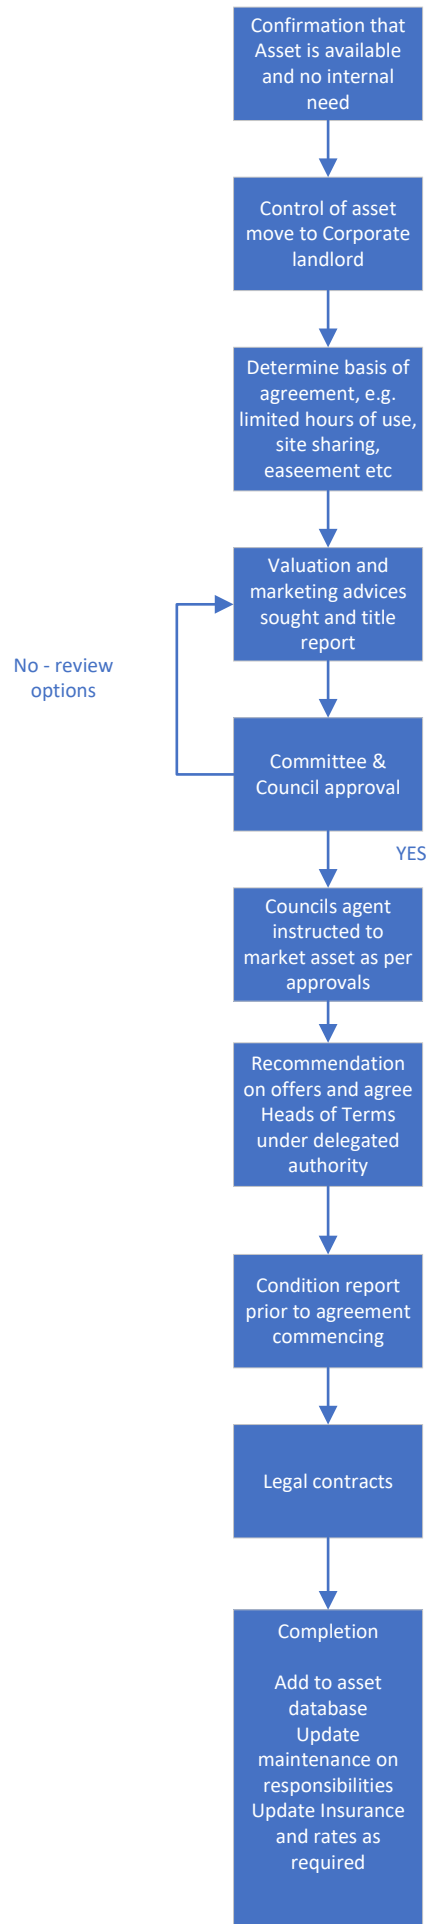 Confirmation that
Asset is available
and no internal
need
Control of asset
move to Corporate
landlord
Determine basis of
agreement, e.g.
limited hours of use,
site sharing,
easeement etc
Valuation and
marketing advices
sought and title
report
No - review
options
Committee &
Council approval
YES
Councils agent
instructed to
market asset as per
approvals
Recommendation
on offers and agree
Heads of Terms
under delegated
authority
Condition report
prior to agreement
commencing
Legal contracts
Completion
Add to asset
database
Update
maintenance on
responsibilities
Update Insurance
and rates as
required